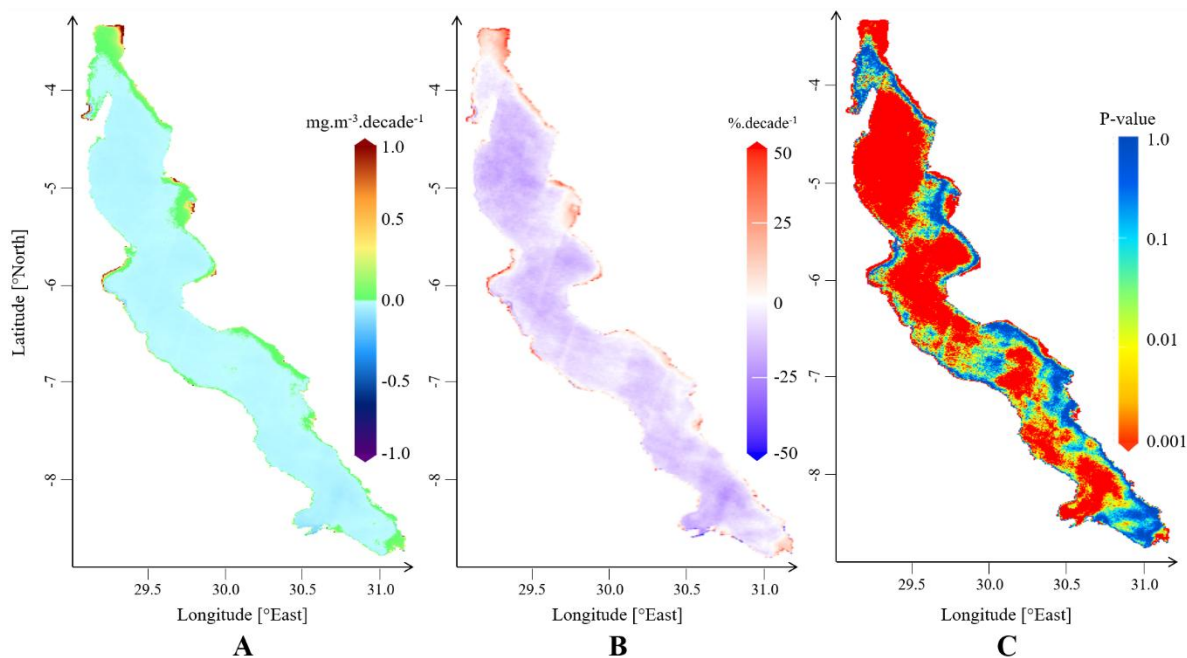 mg.m⁻³.decade⁻¹
1.0
0.5
0.0
-0.5
-1.0
Latitude [°North]
-4
-5
-6
-7
-8
29.5 30.0 30.5 31.0
Longitude [°East]
A
%.decade⁻¹
50
25
0
-25
-50
29.5 30.0 30.5 31.0
Longitude [°East]
B
-4
-5
-6
-7
-8
P-value
1.0
0.1
0.01
0.001
29.5 30.0 30.5 31.0
Longitude [°East]
C
-4
-5
-6
-7
-8